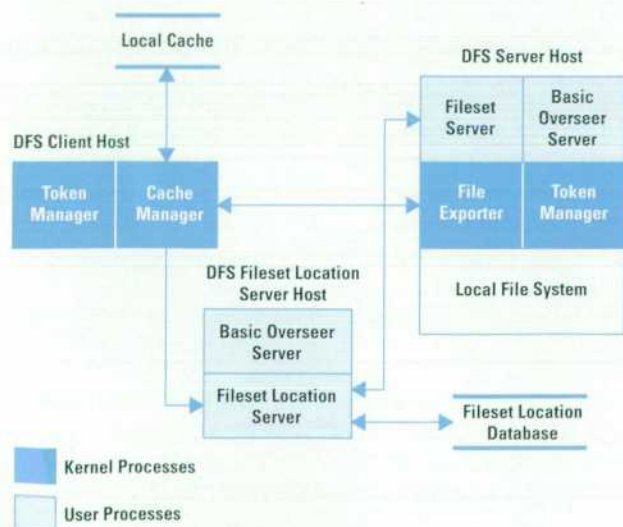 Local Cache
DFS Server Host
Fileset
Server
Basic
Overseer
Server
DFS Client Host
Token
Manager
Cache
Manager
File
Exporter
Token
Manager
DFS Fileset Location
Server Host
Local File System
Basic Overseer
Server
Fileset Location
Server
Fileset Location
Database
Kernel Processes
User Processes